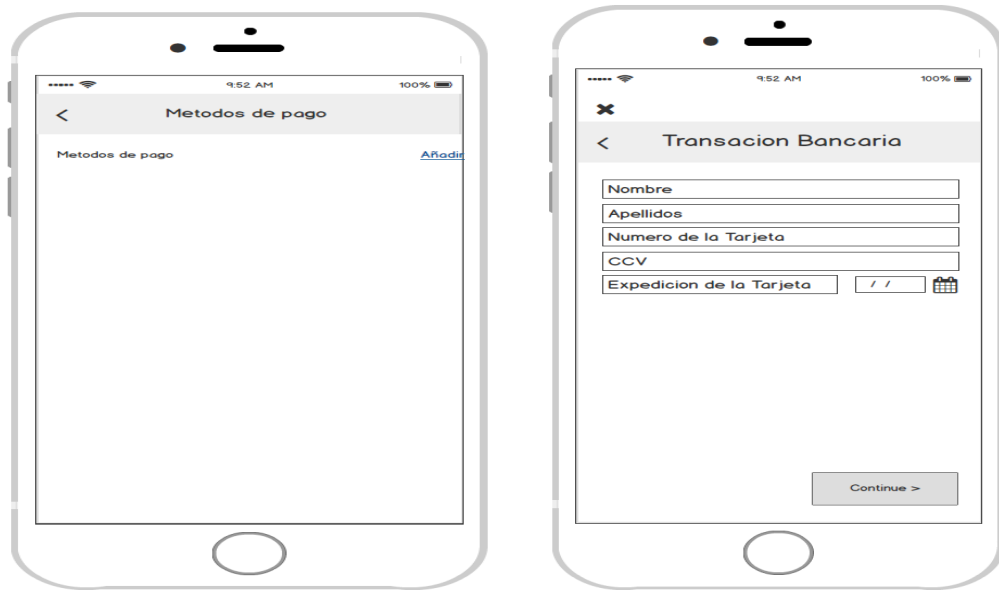 9:52 AM 100%
Metodos de pago
Metodos de pago Añadir
9:52 AM 100%
Transacion Bancaria
Nombre
Apellidos
Numero de la Tarjeta
CCV
Expedicion de la Tarjeta / /
Continue >